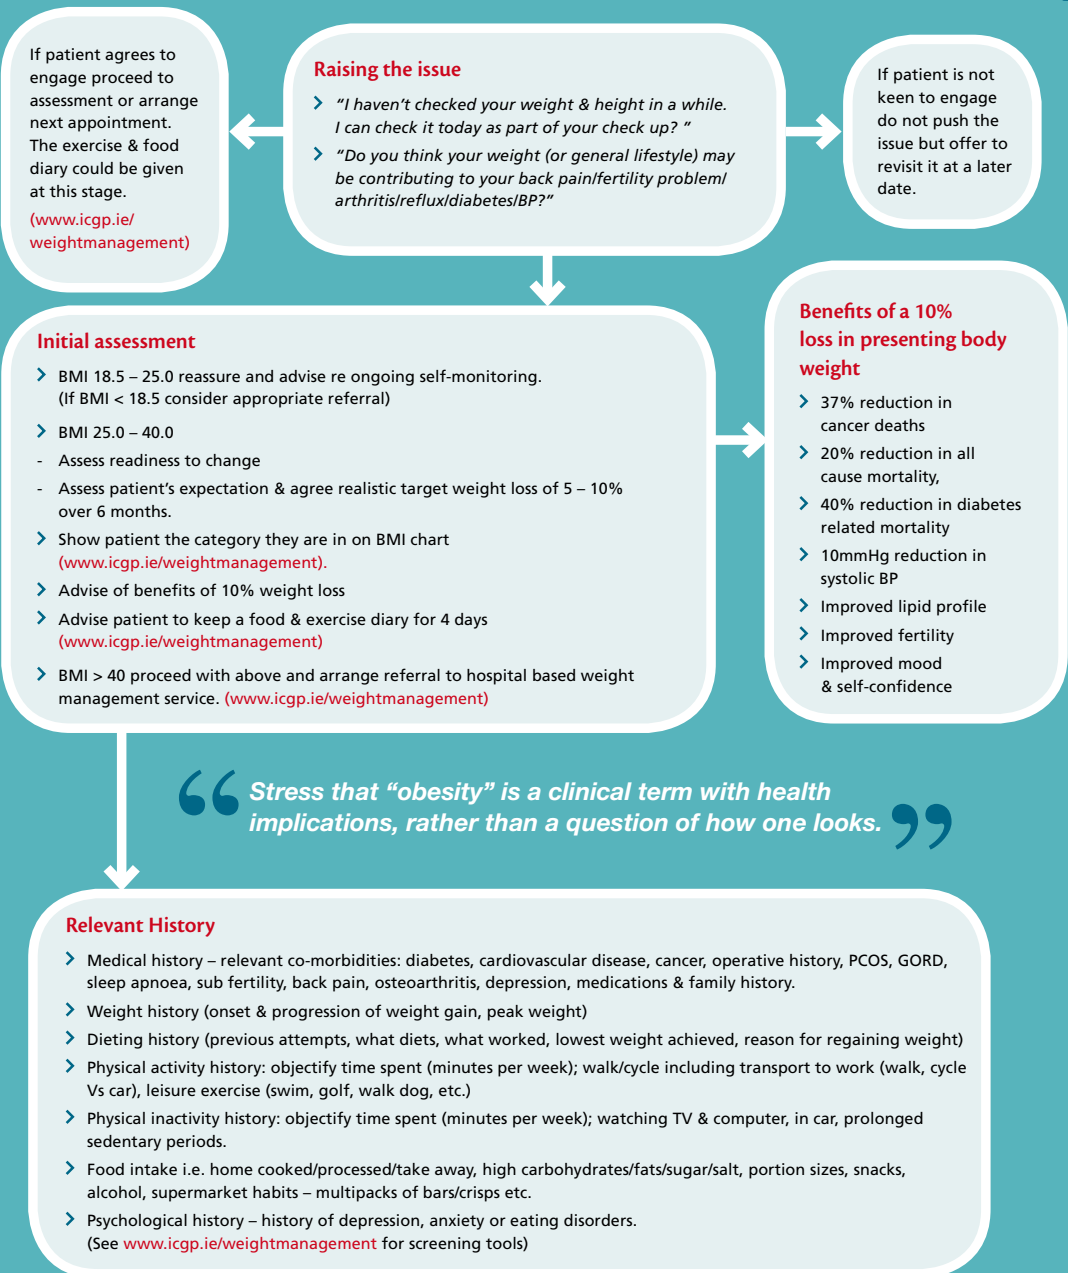 If patient agrees to
engage proceed to
assessment or arrange
next appointment.
The exercise & food
diary could be given
at this stage.
(www.icgp.ie/
weightmanagement)
Raising the issue
“I haven’t checked your weight & height in a while.
I can check it today as part of your check up? ”
“Do you think your weight (or general lifestyle) may
be contributing to your back pain/fertility problem/
arthritis/reflux/diabetes/BP?”
If patient is not
keen to engage
do not push the
issue but offer to
revisit it at a later
date.
Initial assessment
BMI 18.5 – 25.0 reassure and advise re ongoing self-monitoring.
(If BMI < 18.5 consider appropriate referral)
BMI 25.0 – 40.0
- Assess readiness to change
- Assess patient’s expectation & agree realistic target weight loss of 5 – 10%
over 6 months.
Show patient the category they are in on BMI chart
(www.icgp.ie/weightmanagement).
Advise of benefits of 10% weight loss
Advise patient to keep a food & exercise diary for 4 days
(www.icgp.ie/weightmanagement)
BMI > 40 proceed with above and arrange referral to hospital based weight
management service. (www.icgp.ie/weightmanagement)
Benefits of a 10%
loss in presenting body
weight
37% reduction in
cancer deaths
20% reduction in all
cause mortality,
40% reduction in diabetes
related mortality
10mmHg reduction in
systolic BP
Improved lipid profile
Improved fertility
Improved mood
& self-confidence
“Stress that “obesity” is a clinical term with health
implications, rather than a question of how one looks.”
Relevant History
Medical history – relevant co-morbidities: diabetes, cardiovascular disease, cancer, operative history, PCOS, GORD,
sleep apnoea, sub fertility, back pain, osteoarthritis, depression, medications & family history.
Weight history (onset & progression of weight gain, peak weight)
Dieting history (previous attempts, what diets, what worked, lowest weight achieved, reason for regaining weight)
Physical activity history: objectify time spent (minutes per week); walk/cycle including transport to work (walk, cycle
Vs car), leisure exercise (swim, golf, walk dog, etc.)
Physical inactivity history: objectify time spent (minutes per week); watching TV & computer, in car, prolonged
sedentary periods.
Food intake i.e. home cooked/processed/take away, high carbohydrates/fats/sugar/salt, portion sizes, snacks,
alcohol, supermarket habits – multipacks of bars/crisps etc.
Psychological history – history of depression, anxiety or eating disorders.
(See www.icgp.ie/weightmanagement for screening tools)